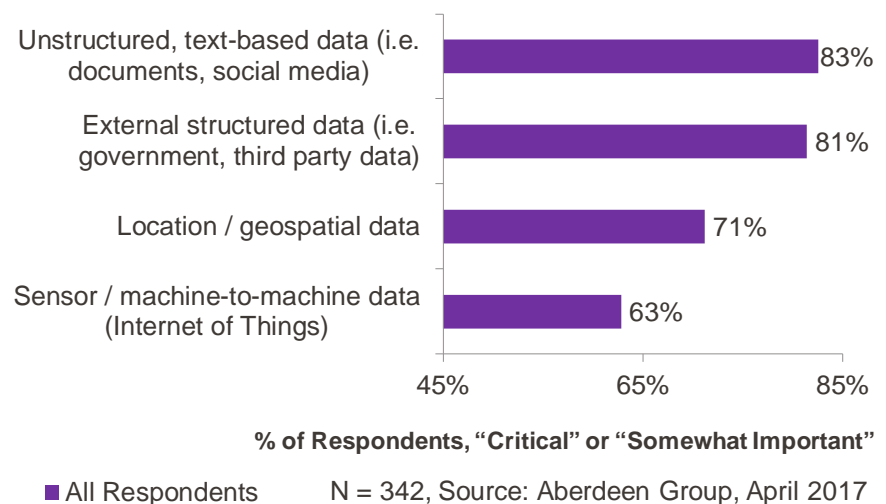 Unstructured, text-based data (i.e.
documents, social media)
83%
External structured data (i.e.
government, third party data)
81%
Location / geospatial data
71%
Sensor / machine-to-machine data
(Internet of Things)
63%
45%
65%
85%
% of Respondents, “Critical” or “Somewhat Important”
All Respondents
N = 342, Source: Aberdeen Group, April 2017